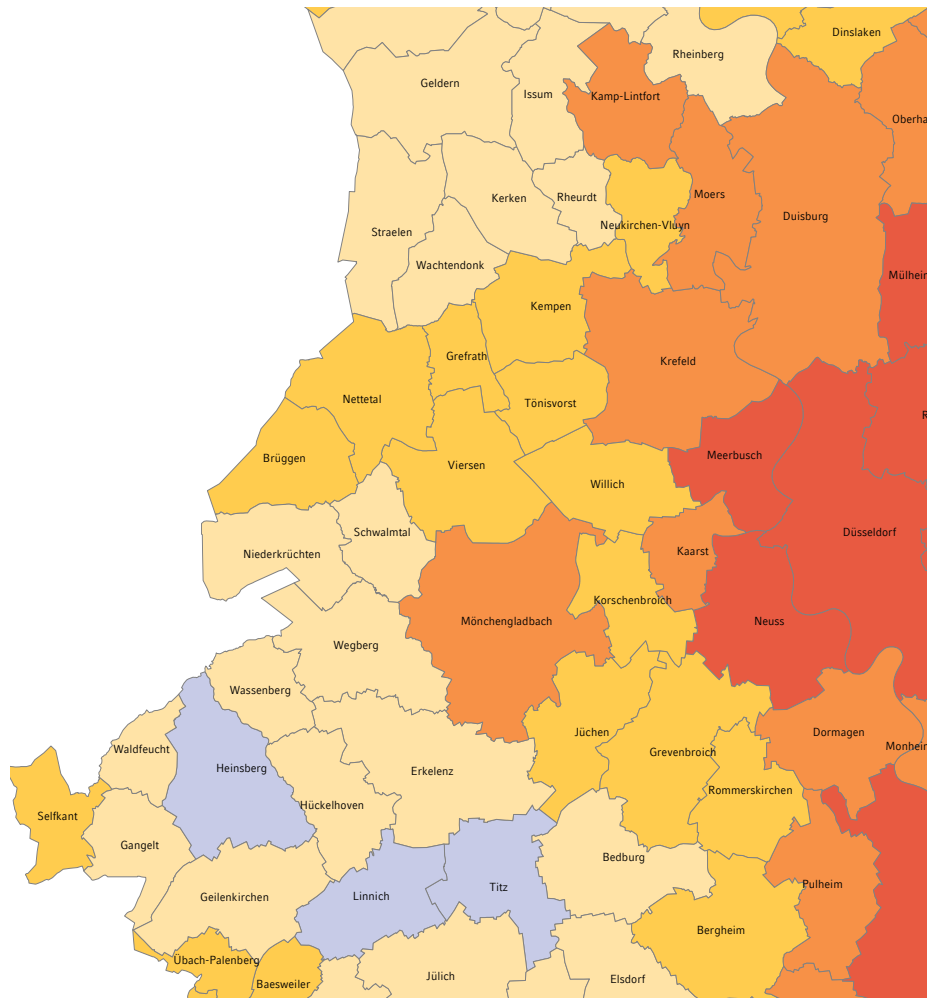 Dinslaken
Rheinberg
Geldern
Issum
Kamp-Lintfort
Oberha
Moers
Kerken
Rheurdt
Duisburg
Neukirchen-Vluyn
Straelen
Wachtendonk
Mülheim
Kempen
Grefrath
Krefeld
Nettetal
Tönisvorst
R
Brüggen
Viersen
Meerbusch
Willich
Schwalmtal
Düsseldorf
Niederkrüchten
Kaarst
Korschenbroich
Mönchengladbach
Neuss
Wegberg
Wassenberg
Jüchen
Dormagen
Waldfeucht
Grevenbroich
Monheim
Heinsberg
Erkelenz
Rommerskirchen
Hückelhoven
Selfkant
Gangelt
Bedburg
Pulheim
Titz
Linnich
Geilenkirchen
Bergheim
Übach-Palenberg
Jülich
Elsdorf
Baesweiler